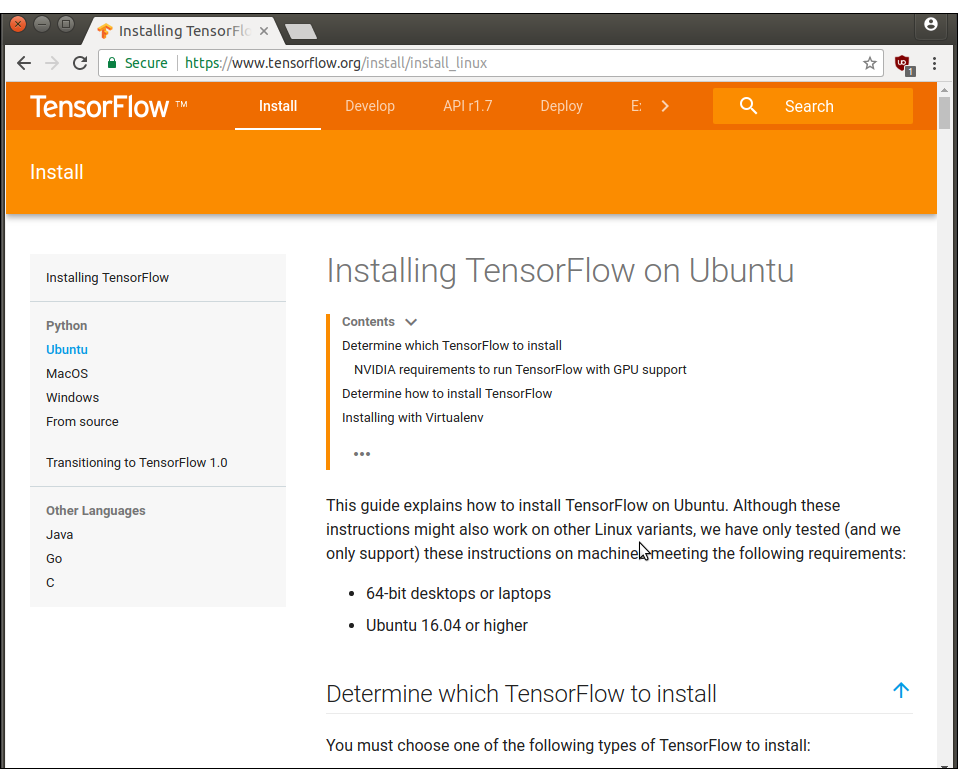 Installing TensorFl
Secure https://www.tensorflow.org/install/install_linux
1
TensorFlow ™ Install Develop API r1.7 Deploy Search
Install
Installing TensorFlow
Python
Ubuntu
MacOS
Windows
From source
Transitioning to TensorFlow 1.0
Other Languages
Java
Go
C
Installing TensorFlow on Ubuntu
Contents
Determine which TensorFlow to install
NVIDIA requirements to run TensorFlow with GPU support
Determine how to install TensorFlow
Installing with Virtualenv
•••
This guide explains how to install TensorFlow on Ubuntu. Although these
instructions might also work on other Linux variants, we have only tested (and we
only support) these instructions on machines meeting the following requirements:
• 64-bit desktops or laptops
• Ubuntu 16.04 or higher
Determine which TensorFlow to install
You must choose one of the following types of TensorFlow to install: